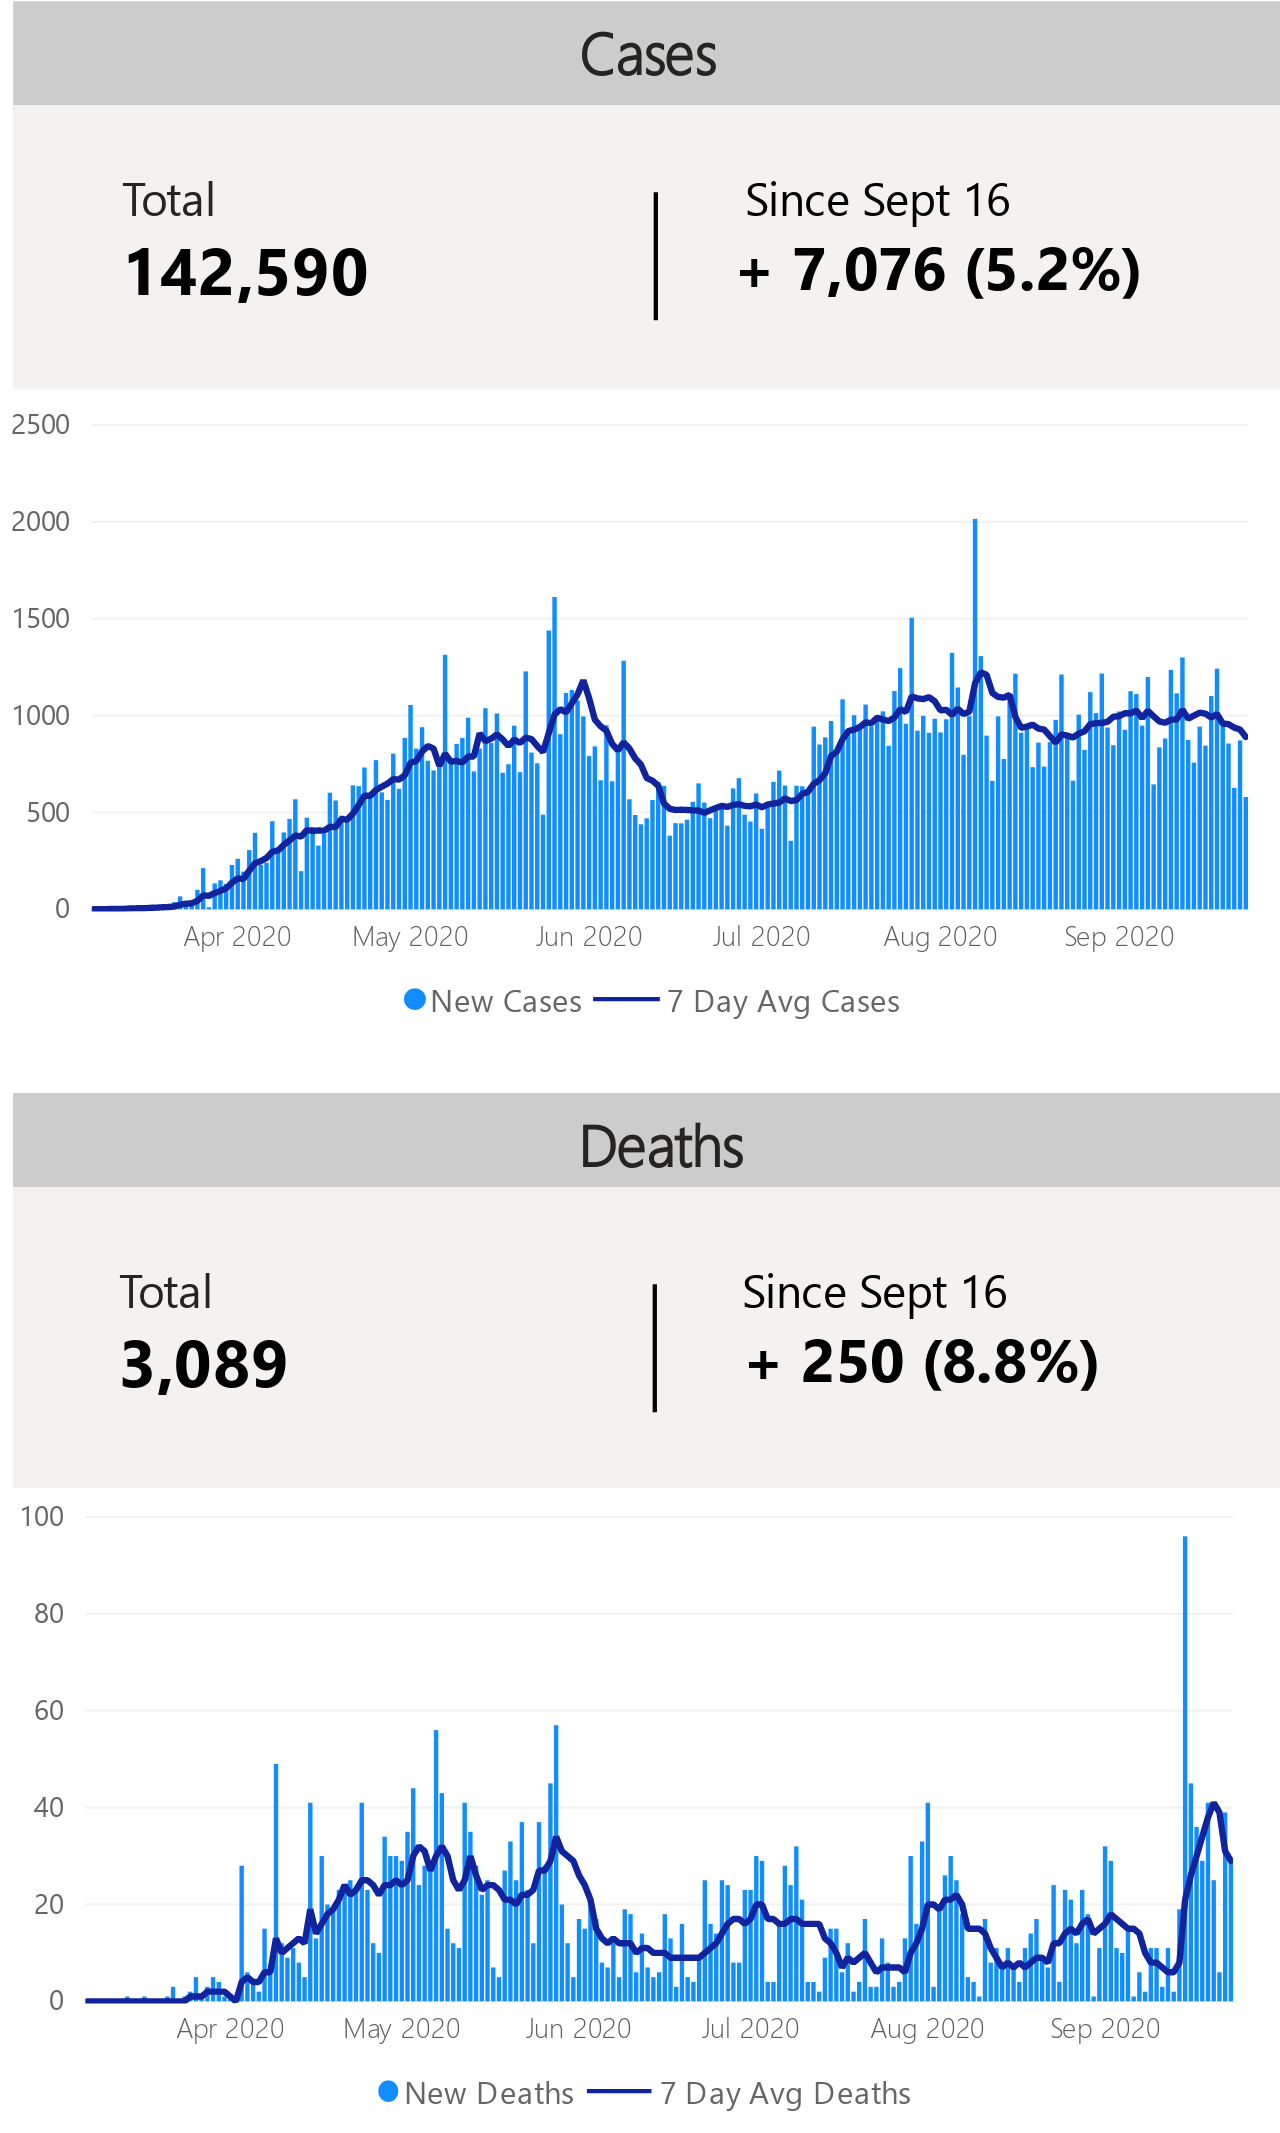 Cases
Total
Since Sept 16
142,590
+ 7,076 (5.2%)
2500
2000
1500
1000
500
0
Apr 2020
May 2020
Jun 2020
Jul 2020
Aug 2020
Sep 2020
New Cases
7 Day Avg Cases
Deaths
Total
Since Sept 16
3,089
+ 250 (8.8%)
100
80
60
40
20
0
Apr 2020
May 2020
Jun 2020
Jul 2020
Aug 2020
Sep 2020
New Deaths
7 Day Avg Deaths